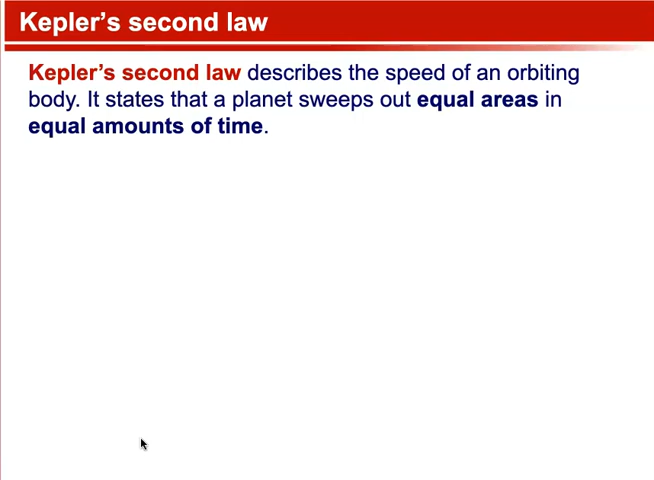 Kepler’s second law
Kepler’s second law describes the speed of an orbiting
body. It states that a planet sweeps out equal areas in
equal amounts of time.